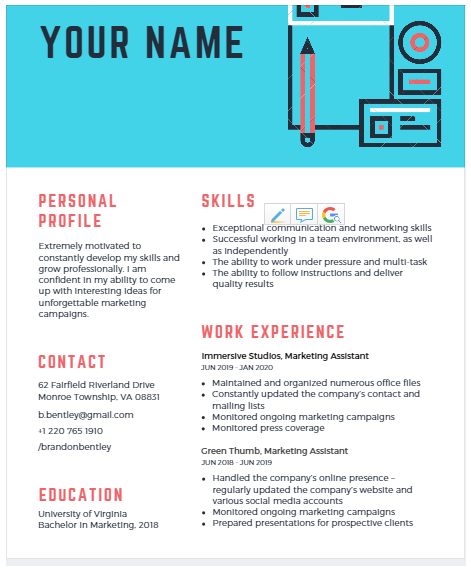 YOUR NAME
PERSONAL
PROFILE
Extremely motivated to
constantly develop my skills and
grow professionally. I am
confident in my ability to come
up with interesting ideas for
unforgettable marketing
campaigns.
CONTACT
62 Fairfield Riverland Drive
Monroe Township, VA 08831
b.bentley@gmail.com
+1 220 765 1910
/brandonbentley
EDUCATION
University of Virginia
Bachelor in Marketing, 2018
SKILLS
• Exceptional communication and networking skills
• Successful working in a team environment, as well
as independently
• The ability to work under pressure and multi-task
• The ability to follow instructions and deliver
quality results
WORK EXPERIENCE
Immersive Studios, Marketing Assistant
JUN 2019 - JAN 2020
• Maintained and organized numerous office files
• Constantly updated the company's contact and
mailing lists
• Monitored ongoing marketing campaigns
• Monitored press coverage
Green Thumb, Marketing Assistant
JUN 2018 - JUN 2019
• Handled the company's online presence –
regularly updated the company's website and
various social media accounts
• Monitored ongoing marketing campaigns
• Prepared presentations for prospective clients